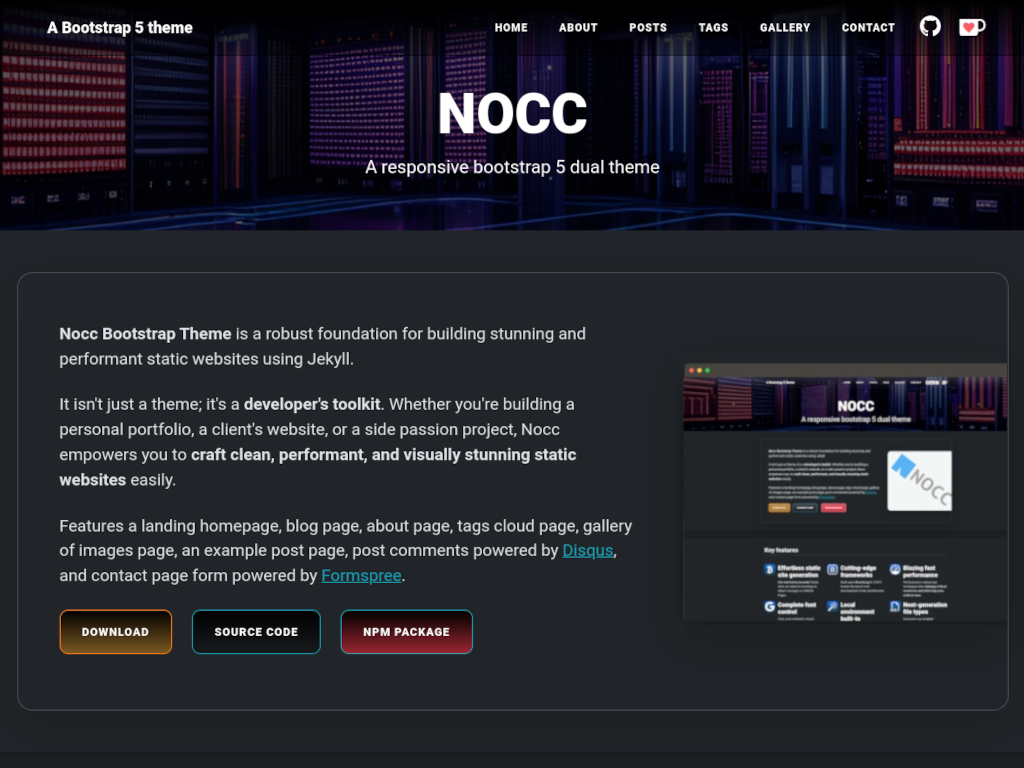 A Bootstrap 5 theme
HOME ABOUT POSTS TAGS GALLERY CONTACT
NOCC
A responsive bootstrap 5 dual theme
Nocc Bootstrap Theme is a robust foundation for building stunning and
performant static websites using Jekyll.
It isn't just a theme; it's a developer's toolkit. Whether you're building a
personal portfolio, a client's website, or a side passion project, Nocc
empowers you to craft clean, performant, and visually stunning static
websites easily.
Features a landing homepage, blog page, about page, tags cloud page, gallery
of images page, an example post page, post comments powered by Disqus,
and contact page form powered by Formspree.
DOWNLOAD SOURCE CODE NPM PACKAGE
NOCC
A responsive bootstrap 5 dual theme
NOCC
Key features
Effortless static
site generation
Cutting-edge
frameworks
Blazing fast
performance
Complete font
control
Local
environment
built-in
Next-generation
file types